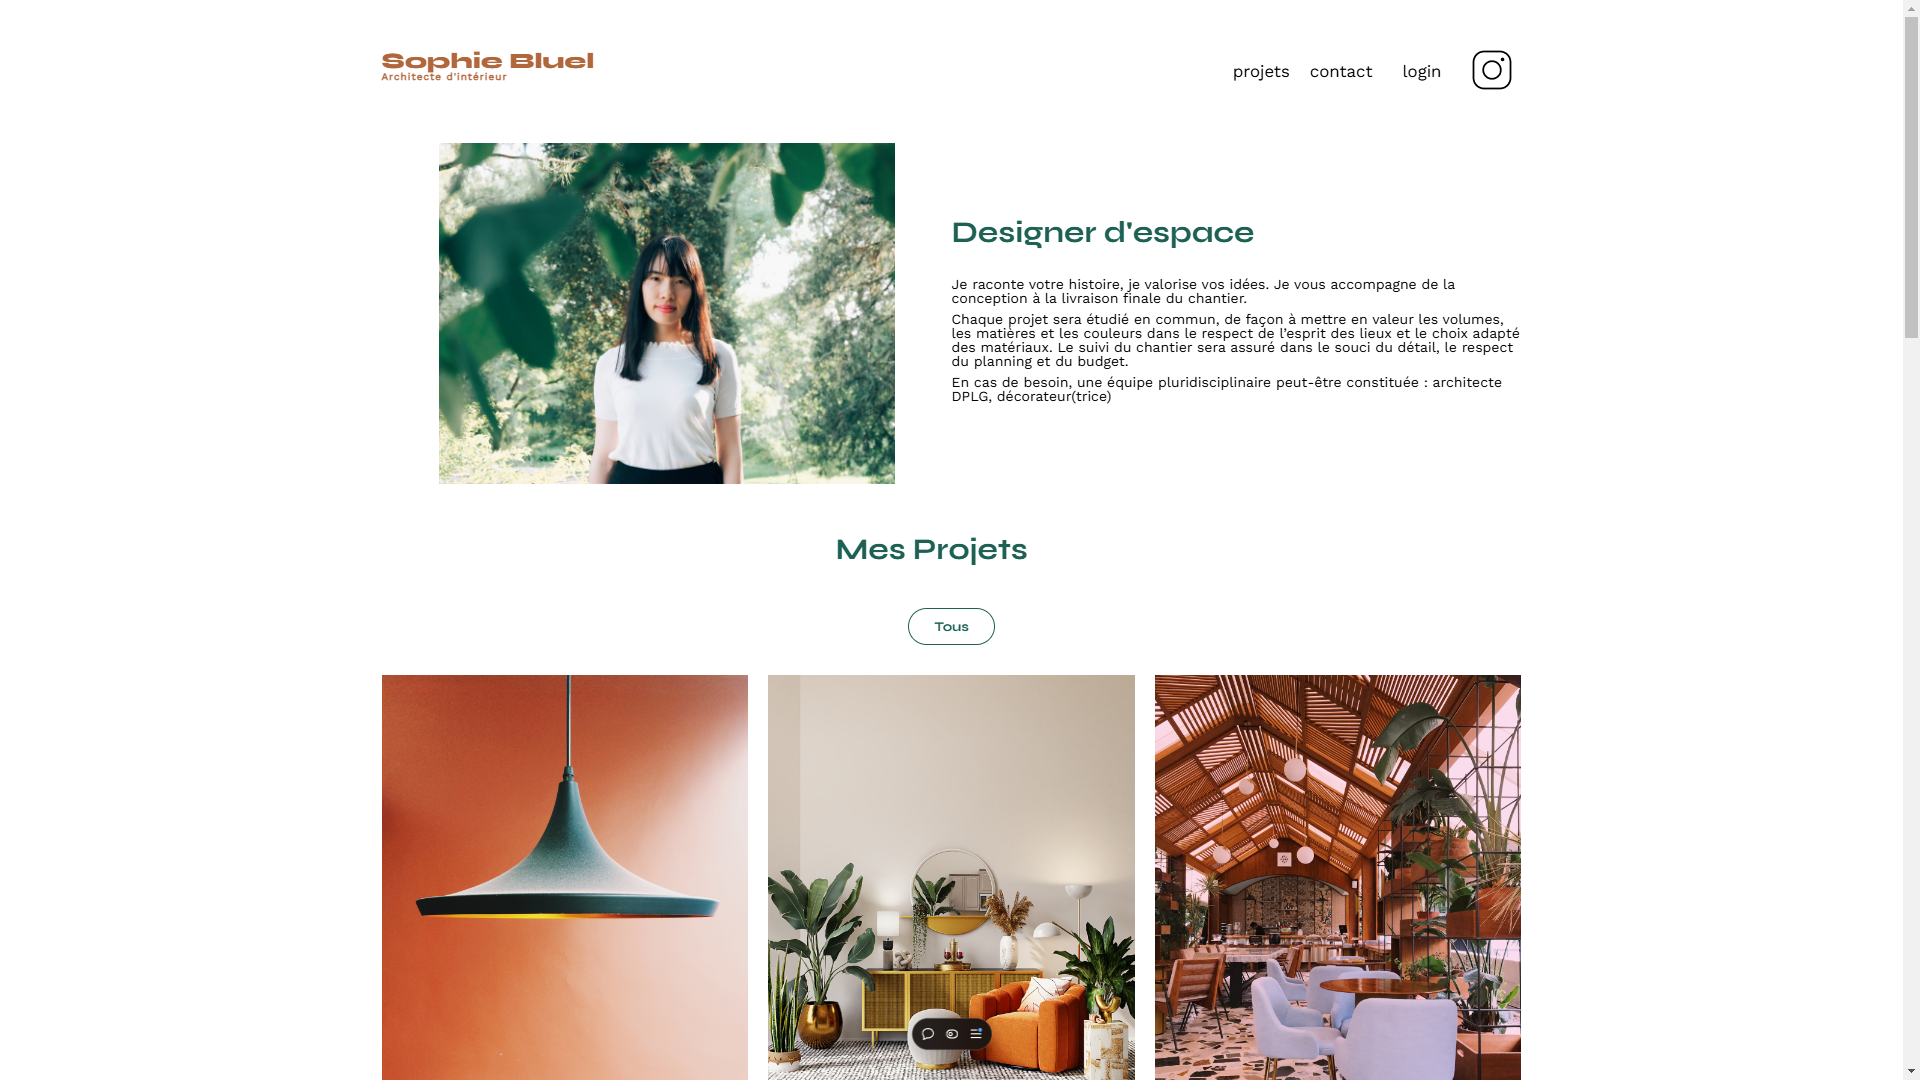 Sophie Bluel
Architecte d'intérieur
projets
contact
login
Designer d'espace
Je raconte votre histoire, je valorise vos idées. Je vous accompagne de la
conception à la livraison finale du chantier.
Chaque projet sera étudié en commun, de façon à mettre en valeur les volumes,
les matières et les couleurs dans le respect de l’esprit des lieux et le choix adapté
des matériaux. Le suivi du chantier sera assuré dans le souci du détail, le respect
du planning et du budget.
En cas de besoin, une équipe pluridisciplinaire peut-être constituée : architecte
DPLG, décorateur(trice)
Mes Projets
Tous